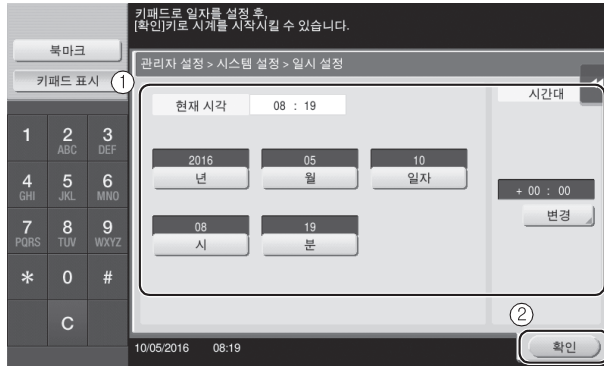 키패드로 일자를 설정 후,
[확인]키로 시계를 시작시킬 수 있습니다.
북마크
키패드 표시
①
관리자 설정 > 시스템 설정 > 일시 설정
현재 시각 08 : 19
시간대
2016 05 10
년 월 일자
+ 00 : 00
변경
08 19
시 분
1 2 ABC 3 DEF
4 GHI 5 JKL 6 MNO
7 PQRS 8 TUV 9 WXYZ
* 0 #
C
②
10/05/2016 08:19
확인